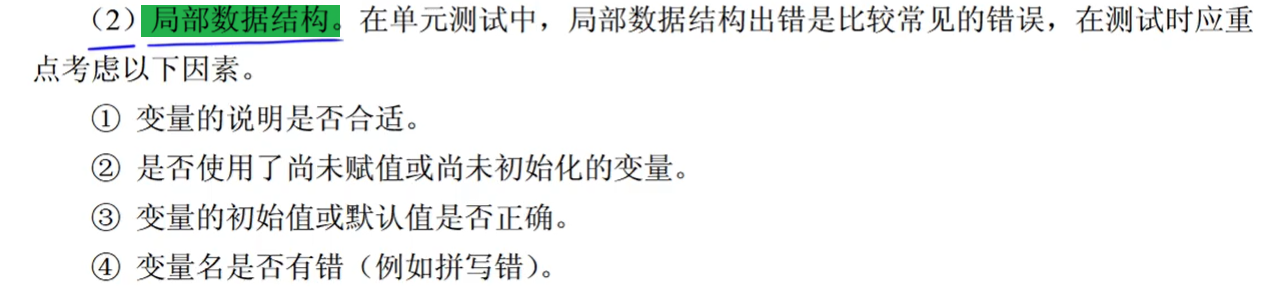 （2）局部数据结构。在单元测试中，局部数据结构出错是比较常见的错误，在测试时应重
点考虑以下因素。
① 变量的说明是否合适。
② 是否使用了尚未赋值或尚未初始化的变量。
③ 变量的初始值或默认值是否正确。
④ 变量名是否有错（例如拼写错）。